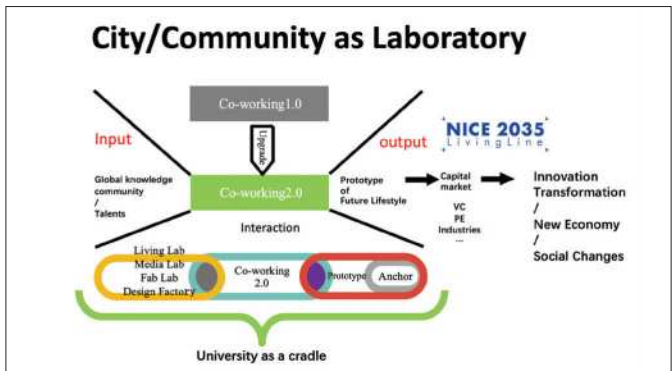 City/Community as Laboratory
Co-working1.0
Input
Upgrade
output
NICE 2035
LivingLine
Global knowledge
community
/
Talents
Co-working2.0
Prototype
of
Future Lifestyle
Capital
market
VC
PE
Industries
...
Innovation
Transformation
/
New Economy
/
Social Changes
Interaction
Living Lab
Media Lab
Fab Lab
Design Factory
Co-working
2.0
Prototype
Anchor
University as a cradle